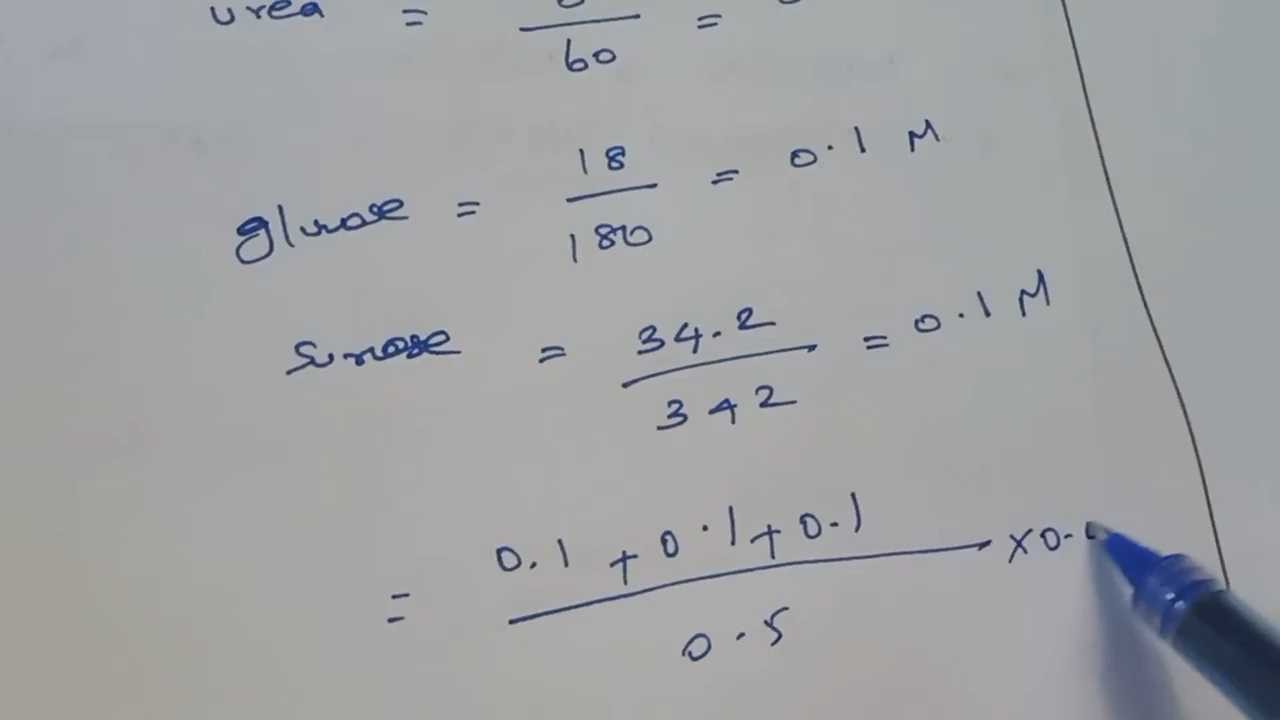 urea = /60 = 
glucose = 18/180 = 0.1 M
Sucrose = 34.2/342 = 0.1 M
= 0.1 + 0.1 + 0.1/0.5 × 0.